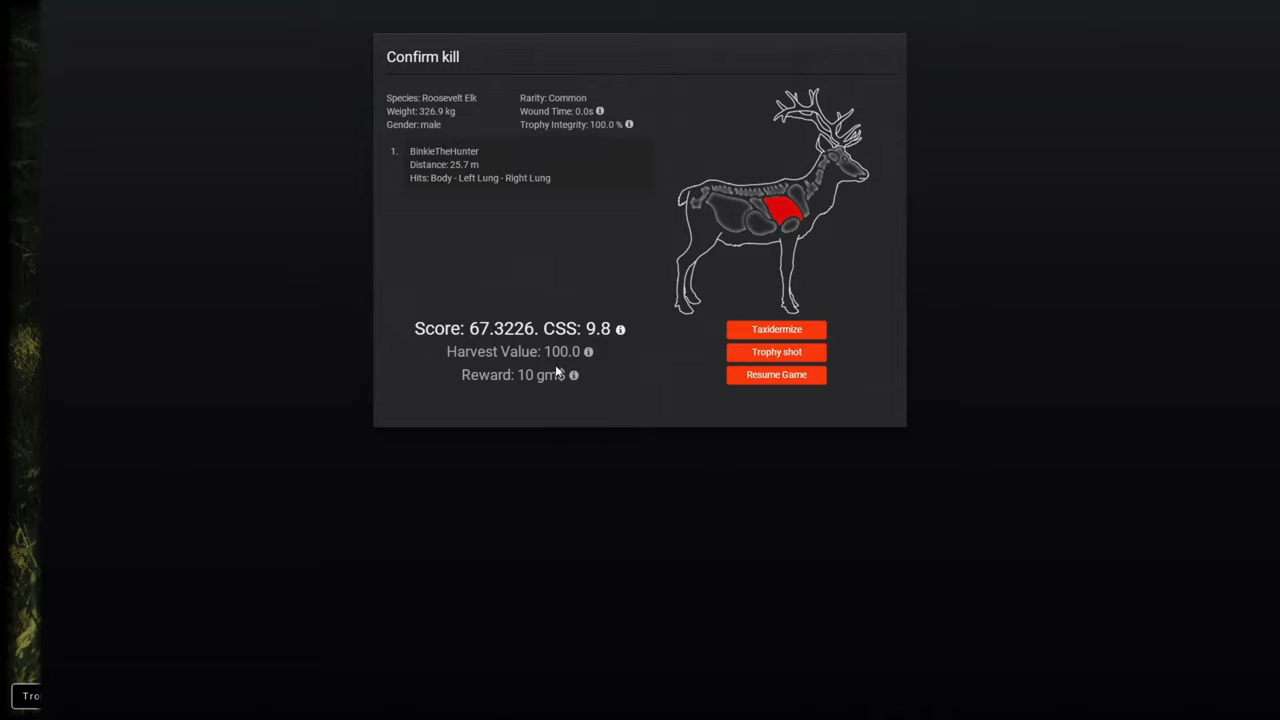 Confirm kill
Species: Roosevelt Elk
Rarity: Common
Weight: 326.9 kg
Wound Time: 0.0s
Gender: male
Trophy Integrity: 100.0 %
1. BinkieTheHunter
Distance: 25.7 m
Hits: Body - Left Lung - Right Lung
Score: 67.3226. CSS: 9.8
Harvest Value: 100.0
Reward: 10 gm$
Taxidermize
Trophy shot
Resume Game
Tro